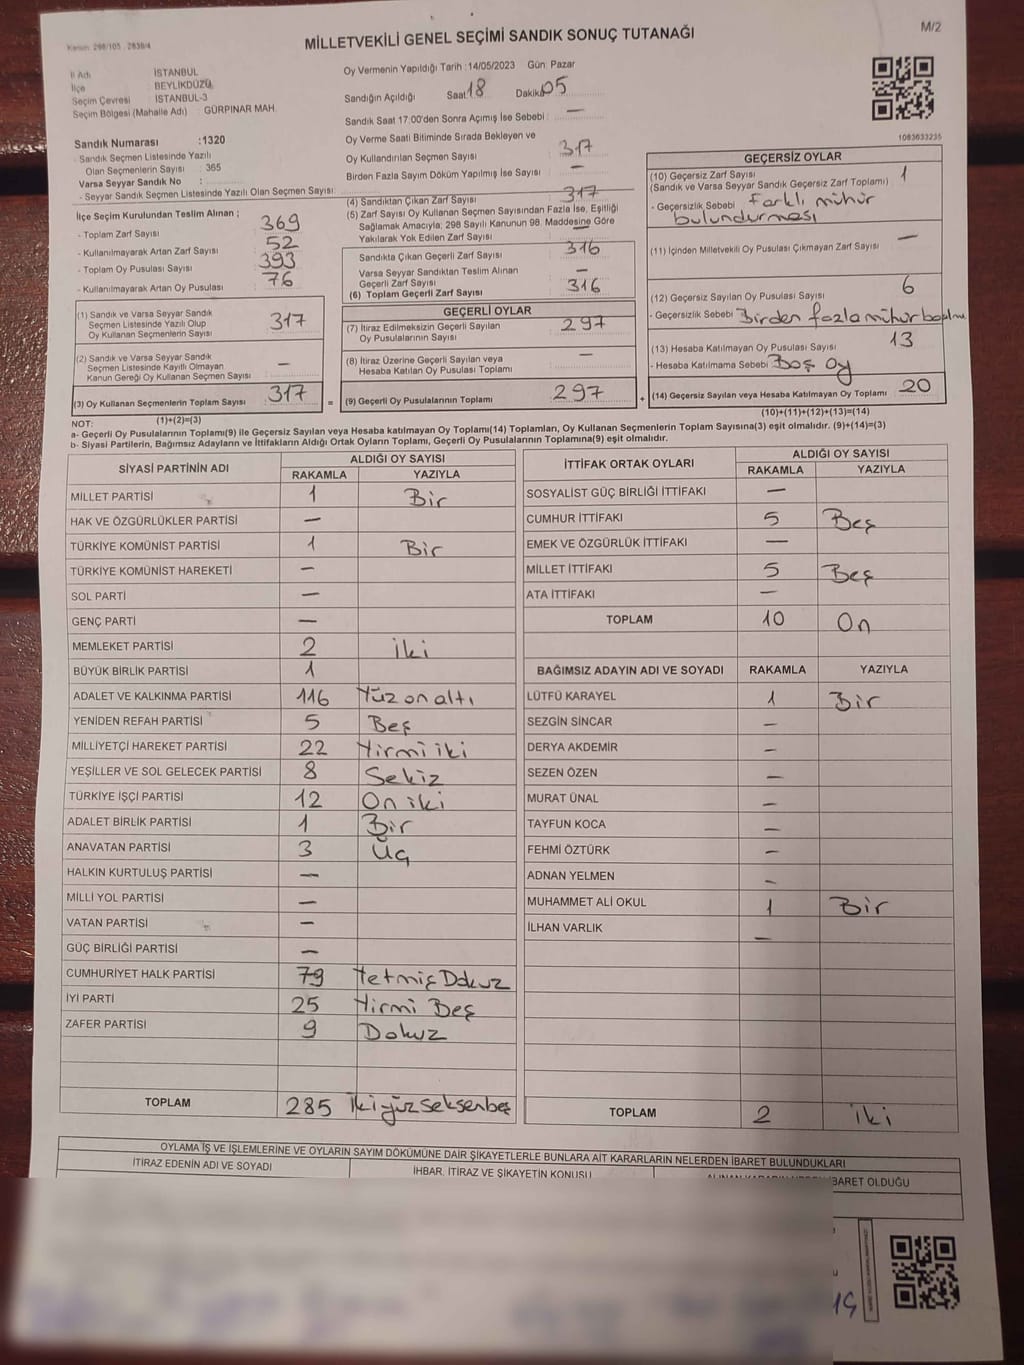 Kanun: 298/105 , 2839/4
MİLLETVEKİLİ GENEL SEÇİMİ SANDIK SONUÇ TUTANAĞI
M/2
İl Adı İSTANBUL
İlçe BEYLİKDÜZÜ
Seçim Çevresi İSTANBUL-3
Seçim Bölgesi (Mahalle Adı) GÜRPINAR MAH.
Oy Vermenin Yapıldığı Tarih : 14/05/2023 Gün: Pazar
Sandığın Açıldığı Saat: 18 Dakika: 05
Sandık Saat 17.00'den Sonra Açımış İse Sebebi : —
Oy Verme Saati Bitiminde Sırada Bekleyen ve
Oy Kullandırılan Seçmen Sayısı : 317
Birden Fazla Sayım Döküm Yapılmış İse Sayısı : —
1083633235
Sandık Numarası :1320
- Sandık Seçmen Listesinde Yazılı
Olan Seçmenlerin Sayısı : 365
Varsa Seyyar Sandık No :
- Seyyar Sandık Seçmen Listesinde Yazılı Olan Seçmen Sayısı :
İlçe Seçim Kurulundan Teslim Alınan ;
- Toplam Zarf Sayısı : 369
- Kullanılmayarak Artan Zarf Sayısı : 52
- Toplam Oy Pusulası Sayısı : 393
- Kullanılmayarak Artan Oy Pusulası : 76
(1) Sandık ve Varsa Seyyar Sandık
Seçmen Listesinde Yazılı Olup
Oy Kullanan Seçmenlerin Sayısı : 317
(2) Sandık ve Varsa Seyyar Sandık
Seçmen Listesinde Kayıtlı Olmayan
Kanun Gereği Oy Kullanan Seçmen Sayısı : —
(3) Oy Kullanan Seçmenlerin Toplam Sayısı : 317
(1)+(2)=(3)
(4) Sandıktan Çıkan Zarf Sayısı : 317
(5) Zarf Sayısı Oy Kullanan Seçmen Sayısından Fazla İse, Eşitliği
Sağlamak Amacıyla; 298 Sayılı Kanunun 98. Maddesine Göre
Yakılarak Yok Edilen Zarf Sayısı : —
Sandıkta Çıkan Geçerli Zarf Sayısı : 316
Varsa Seyyar Sandıktan Teslim Alınan
Geçerli Zarf Sayısı : —
(6) Toplam Geçerli Zarf Sayısı : 316
GEÇERLİ OYLAR
(7) İtiraz Edilmeksizin Geçerli Sayılan
Oy Pusulalarının Sayısı : 297
(8) İtiraz Üzerine Geçerli Sayılan veya
Hesaba Katılan Oy Pusulası Toplamı : —
= (9) Geçerli Oy Pusulalarının Toplamı : 297
GEÇERSİZ OYLAR
(10) Geçersiz Zarf Sayısı : 1
(Sandık ve Varsa Seyyar Sandık Geçersiz Zarf Toplamı)
- Geçersizlik Sebebi : Farklı mühür
bulundurması
(11) İçinden Milletvekili Oy Pusulası Çıkmayan Zarf Sayısı : —
(12) Geçersiz Sayılan Oy Pusulası Sayısı : 6
- Geçersizlik Sebebi : Birden fazla mühür
(13) Hesaba Katılmayan Oy Pusulası Sayısı : 13
- Hesaba Katılmama Sebebi : Boş Oy
+ (14) Geçersiz Sayılan veya Hesaba Katılmayan Oy Toplamı : 20
(10)+(11)+(12)+(13)=(14)
NOT:
a- Geçerli Oy Pusulalarının Toplamı(9) ile Geçersiz Sayılan veya Hesaba katılmayan Oy Toplamı(14) Toplamları, Oy Kullanan Seçmenlerin Toplam Sayısına(3) eşit olmalıdır. (9)+(14)=(3)
b- Siyasi Partilerin, Bağımsız Adayların ve İttifakların Aldığı Ortak Oyların Toplamı, Geçerli Oy Pusulalarının Toplamına(9) eşit olmalıdır.
SİYASİ PARTİNİN ADI ALDIĞI OY SAYISI
RAKAMLA YAZIYLA
MİLLET PARTİSİ 1 Bir
HAK VE ÖZGÜRLÜKLER PARTİSİ —
TÜRKİYE KOMÜNİST PARTİSİ 1 Bir
TÜRKİYE KOMÜNİST HAREKETİ —
SOL PARTİ —
GENÇ PARTİ —
MEMLEKET PARTİSİ 2 iki
BÜYÜK BİRLİK PARTİSİ 1
ADALET VE KALKINMA PARTİSİ 116 Yüz on altı
YENİDEN REFAH PARTİSİ 5 Beş
MİLLİYETÇİ HAREKET PARTİSİ 22 Yirmi iki
YEŞİLLER VE SOL GELECEK PARTİSİ 8 Sekiz
TÜRKİYE İŞÇİ PARTİSİ 12 On iki
ADALET BİRLİK PARTİSİ 1 Bir
ANAVATAN PARTİSİ 3 Üç
HALKIN KURTULUŞ PARTİSİ —
MİLLİ YOL PARTİSİ —
VATAN PARTİSİ —
GÜÇ BİRLİĞİ PARTİSİ —
CUMHURİYET HALK PARTİSİ 79 Yetmiş Dokuz
İYİ PARTİ 25 Yirmi Beş
ZAFER PARTİSİ 9 Dokuz
TOPLAM 285 İkiyüz seksenbeş
İTTİFAK ORTAK OYLARI ALDIĞI OY SAYISI
RAKAMLA YAZIYLA
SOSYALİST GÜÇ BİRLİĞİ İTTİFAKI —
CUMHUR İTTİFAKI 5 Beş
EMEK VE ÖZGÜRLÜK İTTİFAKI —
MİLLET İTTİFAKI 5 Beş
ATA İTTİFAKI —
TOPLAM 10 On
BAĞIMSIZ ADAYIN ADI VE SOYADI RAKAMLA YAZIYLA
LÜTFÜ KARAYEL 1 Bir
SEZGİN SİNCAR —
DERYA AKDEMİR —
SEZEN ÖZEN —
MURAT ÜNAL —
TAYFUN KOCA —
FEHMİ ÖZTÜRK —
ADNAN YELMEN —
MUHAMMET ALİ OKUL 1 Bir
İLHAN VARLIK —
TOPLAM 2 iki
OYLAMA İŞ VE İŞLEMLERİNE VE OYLARIN SAYIM DÖKÜMÜNE DAİR ŞİKAYETLERLE BUNLARA AİT KARARLARIN NELERDEN İBARET BULUNDUKLARI
İTİRAZ EDENİN ADI VE SOYADI İHBAR, İTİRAZ VE ŞİKAYETİN KONUSU İBARET OLDUĞU